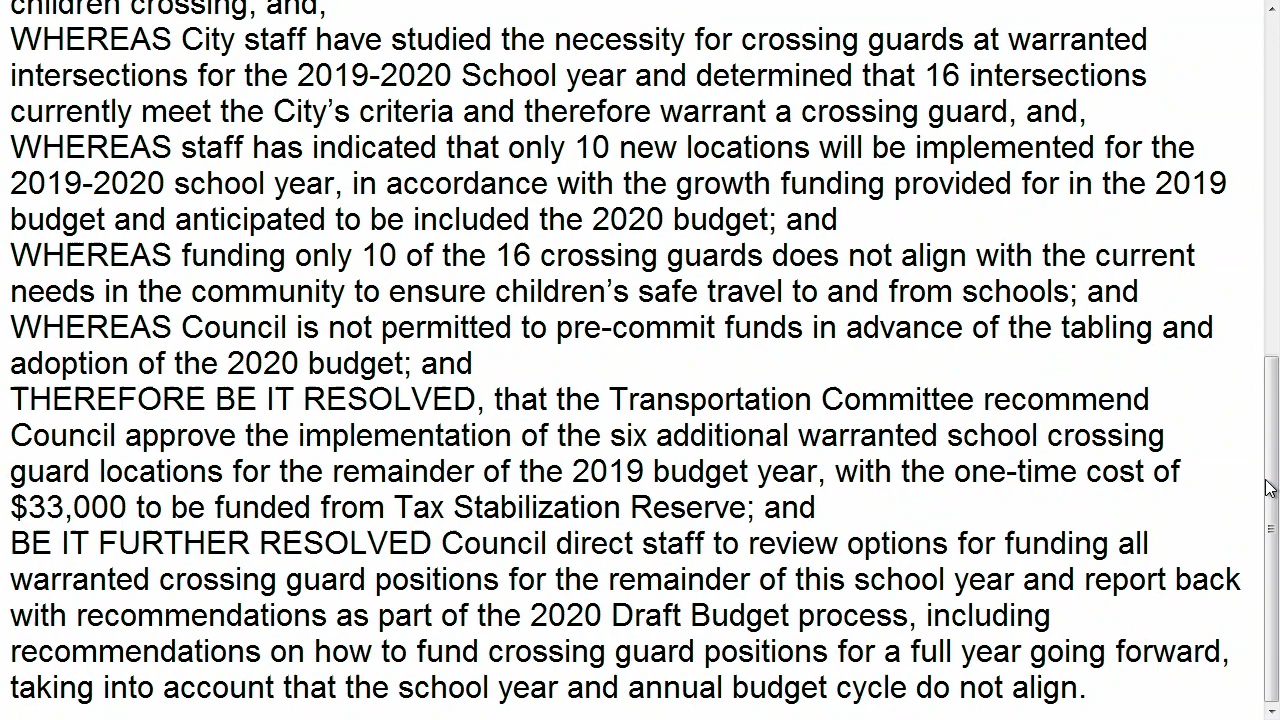 children crossing, and,
WHEREAS City staff have studied the necessity for crossing guards at warranted
intersections for the 2019-2020 School year and determined that 16 intersections
currently meet the City’s criteria and therefore warrant a crossing guard, and,
WHEREAS staff has indicated that only 10 new locations will be implemented for the
2019-2020 school year, in accordance with the growth funding provided for in the 2019
budget and anticipated to be included the 2020 budget; and
WHEREAS funding only 10 of the 16 crossing guards does not align with the current
needs in the community to ensure children’s safe travel to and from schools; and
WHEREAS Council is not permitted to pre-commit funds in advance of the tabling and
adoption of the 2020 budget; and
THEREFORE BE IT RESOLVED, that the Transportation Committee recommend
Council approve the implementation of the six additional warranted school crossing
guard locations for the remainder of the 2019 budget year, with the one-time cost of
$33,000 to be funded from Tax Stabilization Reserve; and
BE IT FURTHER RESOLVED Council direct staff to review options for funding all
warranted crossing guard positions for the remainder of this school year and report back
with recommendations as part of the 2020 Draft Budget process, including
recommendations on how to fund crossing guard positions for a full year going forward,
taking into account that the school year and annual budget cycle do not align.